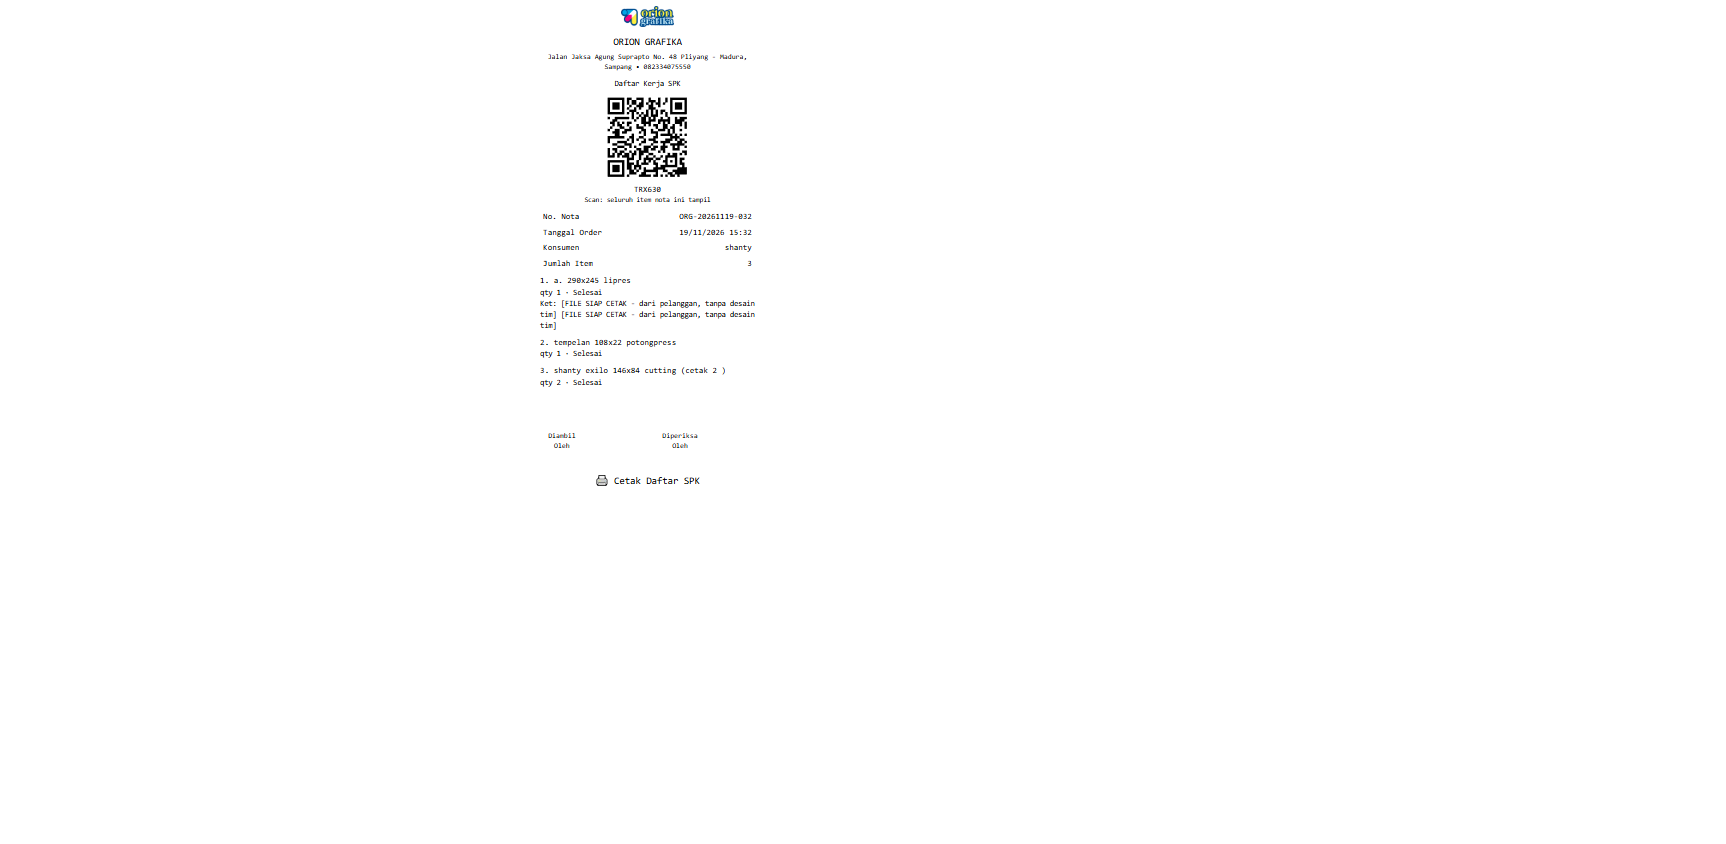 orion
grafika
ORION GRAFIKA
Jalan Jaksa Agung Suprapto No. 48 Pliyang - Madura,
Sampang • 082334075550
Daftar Kerja SPK
TRX630
Scan: seluruh item nota ini tampil
No. Nota ORG-20261119-032
Tanggal Order 19/11/2026 15:32
Konsumen shanty
Jumlah Item 3
1. a. 290x245 lipres
qty 1 - Selesai
Ket: [FILE SIAP CETAK - dari pelanggan, tanpa desain
tim] [FILE SIAP CETAK - dari pelanggan, tanpa desain
tim]
2. tempelan 108x22 potongpress
qty 1 - Selesai
3. shanty exilo 146x84 cutting (cetak 2 )
qty 2 - Selesai
Diambil Diperiksa
Oleh Oleh
Cetak Daftar SPK